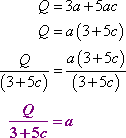 Q = 3a + 5ac
Q = a(3 + 5c)
Q/(3 + 5c) = a(3 + 5c)/(3 + 5c)
Q/3 + 5c = a